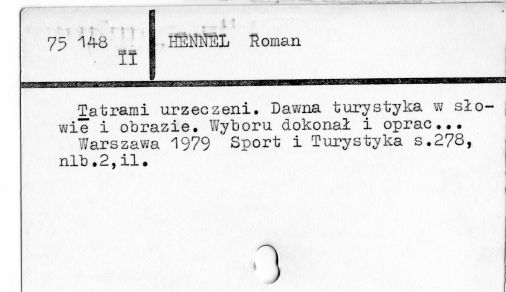 75 148
II
HENNEL Roman
Tatrami urzeczeni. Dawna turystyka w sło-
wie i obrazie. Wyboru dokonał i oprac...
Warszawa 1979 Sport i Turystyka s.278,
nlb.2,il.